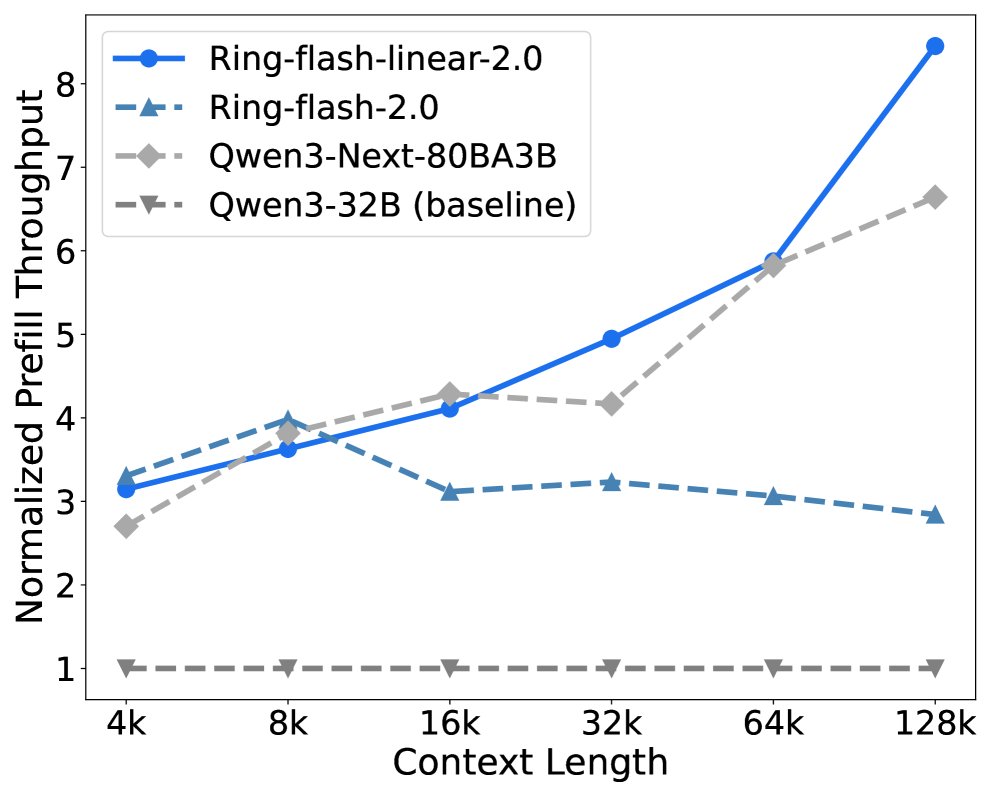 Ring-flash-linear-2.0
Ring-flash-2.0
Qwen3-Next-80BA3B
Qwen3-32B (baseline)
Normalized Prefill Throughput
8
7
6
5
4
3
2
1
4k 8k 16k 32k 64k 128k
Context Length